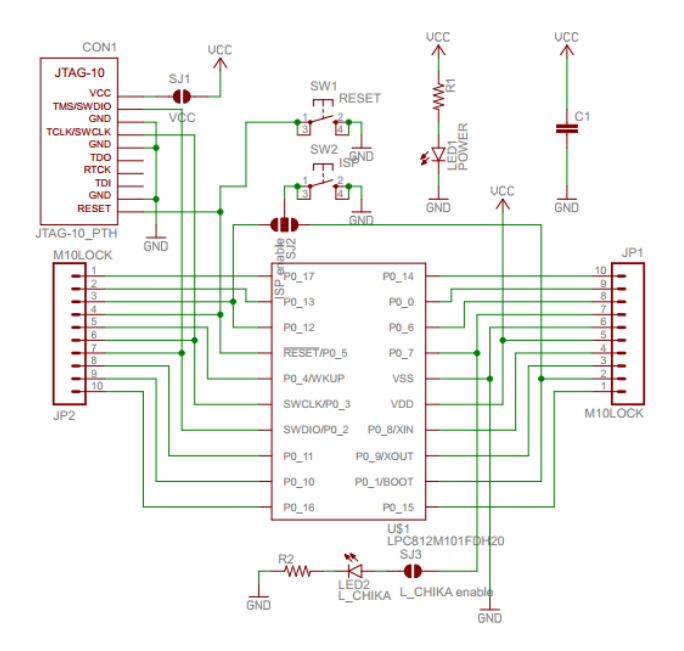 CON1
JTAG-10
VCC
TMS/SWDIO
GND
TCLK/SWCLK
GND
TDO
RTCK
TDI
GND
RESET
JTAG-10_PTH
SJ1
VCC
VCC
GND
SW1
RESET
1
3
2
4
GND
SW2
ISP
1
3
2
4
GND
VCC
R1
LED1
POWER
GND
VCC
C1
GND
VCC
SJ2
ISP_enable
M10LOCK
1
2
3
4
5
6
7
8
9
10
JP2
P0_17
P0_13
P0_12
RESET/P0_5
P0_4/WKUP
SWCLK/P0_3
SWDIO/P0_2
P0_11
P0_10
P0_16
P0_14
P0_0
P0_6
P0_7
VSS
VDD
P0_8/XIN
P0_9/XOUT
P0_1/BOOT
P0_15
U$1
LPC812M101FDH20
JP1
10
9
8
7
6
5
4
3
2
1
M10LOCK
GND
R2
LED2
L_CHIKA
SJ3
L_CHIKA enable
GND